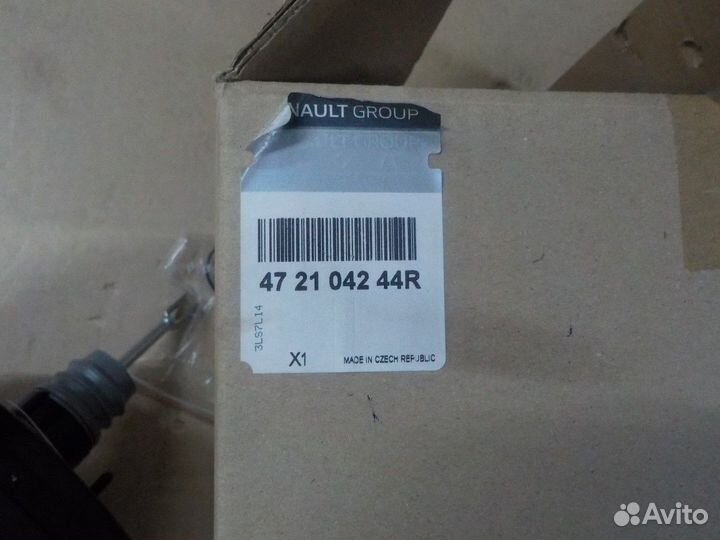 NAULT GROUP
47 21 042 44R
3LS7L14
X1
MADE IN CZECH REPUBLIC
Avito